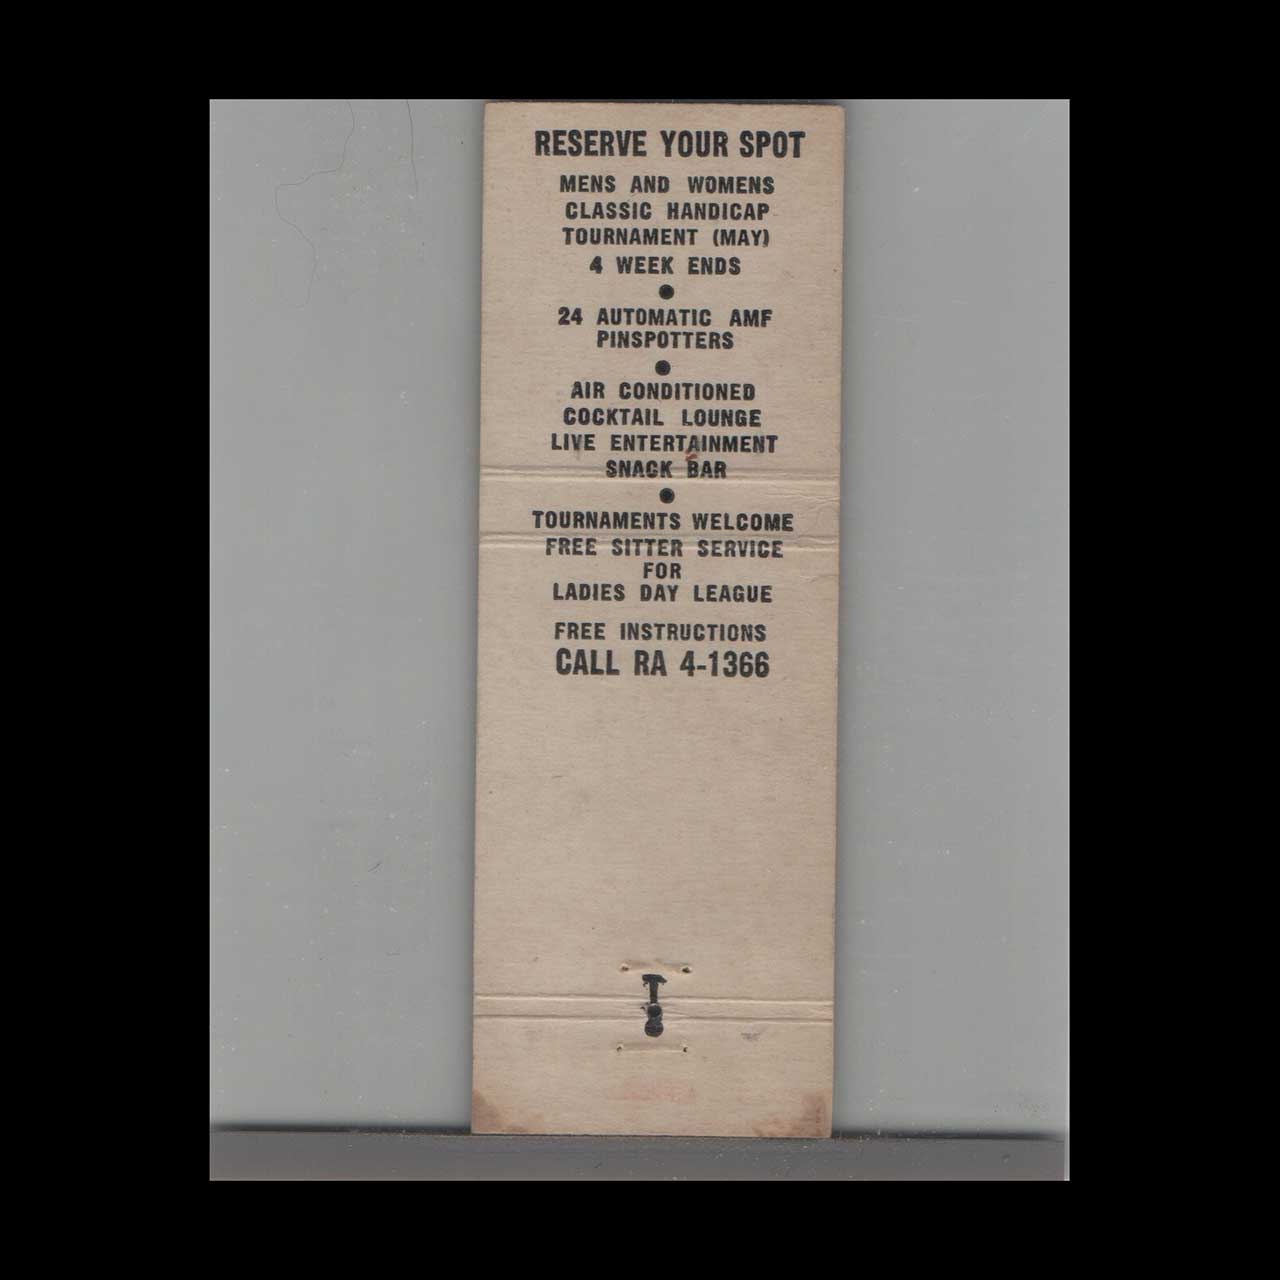 RESERVE YOUR SPOT
MENS AND WOMENS
CLASSIC HANDICAP
TOURNAMENT (MAY)
4 WEEK ENDS
24 AUTOMATIC AMF
PINSPOTTERS
AIR CONDITIONED
COCKTAIL LOUNGE
LIVE ENTERTAINMENT
SNACK BAR
TOURNAMENTS WELCOME
FREE SITTER SERVICE
FOR
LADIES DAY LEAGUE
FREE INSTRUCTIONS
CALL RA 4-1366